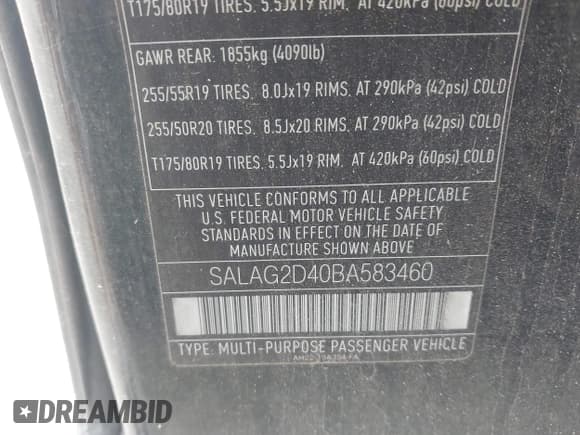 T175/80R19 TIRES, 5.5Jx19 RIM, AT 420kPa (60psi) COLD
GAWR REAR: 1855kg (4090lb)
255/55R19 TIRES, 8.0Jx19 RIMS, AT 290kPa (42psi) COLD
255/50R20 TIRES, 8.5Jx20 RIMS, AT 290kPa (42psi) COLD
T175/80R19 TIRES, 5.5Jx19 RIM, AT 420kPa (60psi) COLD
THIS VEHICLE CONFORMS TO ALL APPLICABLE
U.S. FEDERAL MOTOR VEHICLE SAFETY
STANDARDS IN EFFECT ON THE DATE OF
MANUFACTURE SHOWN ABOVE
SALAG2D40BA583460
TYPE: MULTI-PURPOSE PASSENGER VEHICLE
DREAMBID